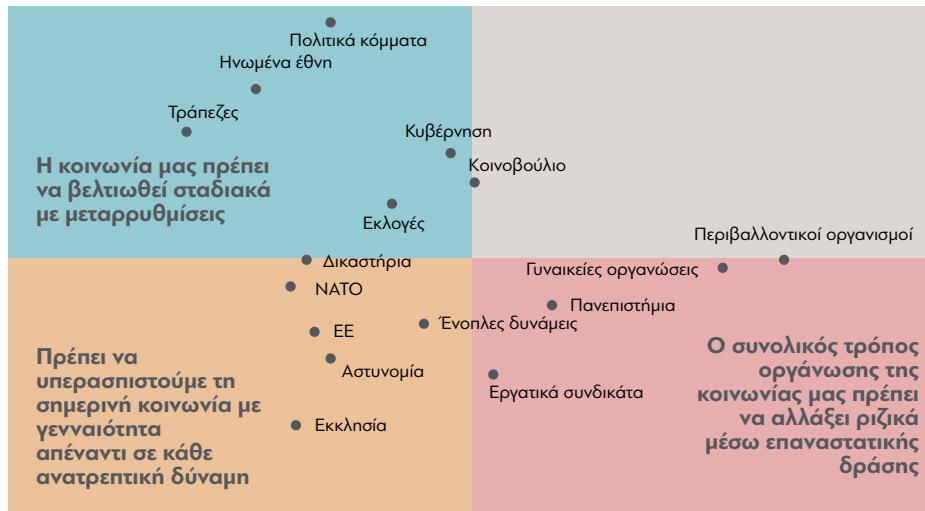 Πολιτικά κόμματα
Ηνωμένα έθνη
Τράπεζες
Κυβέρνηση
Κοινοβούλιο
Η κοινωνία μας πρέπει
να βελτιωθεί σταδιακά
με μεταρρυθμίσεις
Εκλογές
Περιβαλλοντικοί οργανισμοί
Δικαστήρια
Γυναικείες οργανώσεις
ΝΑΤΟ
Πανεπιστήμια
ΕΕ
Ένοπλες δυνάμεις
Αστυνομία
Εργατικά συνδικάτα
Εκκλησία
Πρέπει να
υπερασπιστούμε τη
σημερινή κοινωνία με
γενναιότητα
απέναντι σε κάθε
ανατρεπτική δύναμη
Ο συνολικός τρόπος
οργάνωσης της
κοινωνίας μας πρέπει
να αλλάξει ριζικά
μέσω επαναστατικής
δράσης